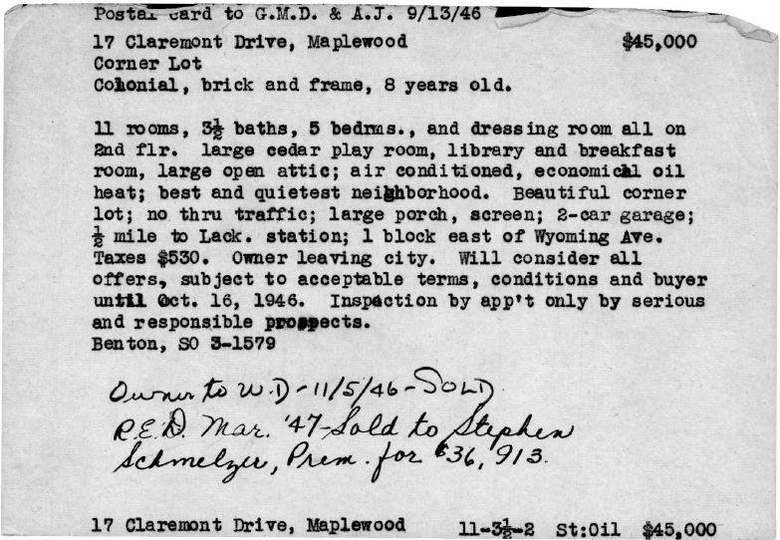 Postal card to G.M.D. & A.J. 9/13/46
17 Claremont Drive, Maplewood $45,000
Corner Lot
Colonial, brick and frame, 8 years old.
11 rooms, 3½ baths, 5 bedrms., and dressing room all on
2nd flr. large cedar play room, library and breakfast
room, large open attic; air conditioned, economical oil
heat; best and quietest neighborhood. Beautiful corner
lot; no thru traffic; large porch, screen; 2-car garage;
½ mile to Lack. station; 1 block east of Wyoming Ave.
Taxes $530. Owner leaving city. Will consider all
offers, subject to acceptable terms, conditions and buyer
until Oct. 16, 1946. Inspection by app't only by serious
and responsible prospects.
Benton, SO 3-1579
Owner to W.D - 11/5/46 - SOLD
R.E.D. Mar. '47 - Sold to Stephen
Schmelzer, Prem. for $36,913.
17 Claremont Drive, Maplewood 11-3½-2 St:Oil $45,000